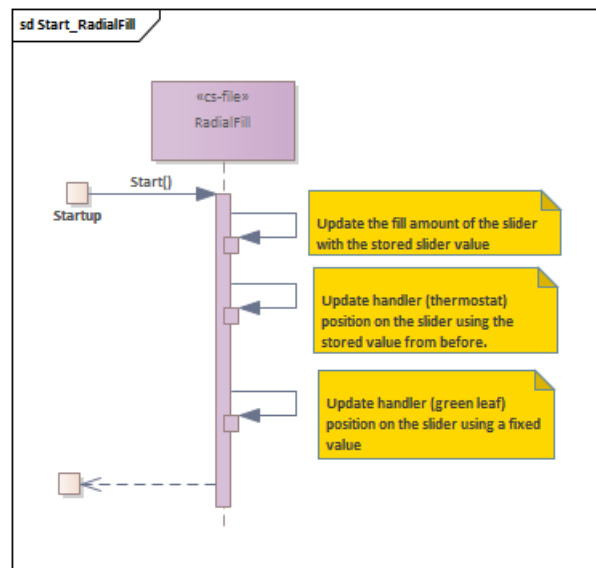 sd Start_RadialFill
«cs-file»
RadialFill
Start()
Startup
Update the fill amount of the slider
with the stored slider value
Update handler (thermostat)
position on the slider using the
stored value from before.
Update handler (green leaf)
position on the slider using a fixed
value